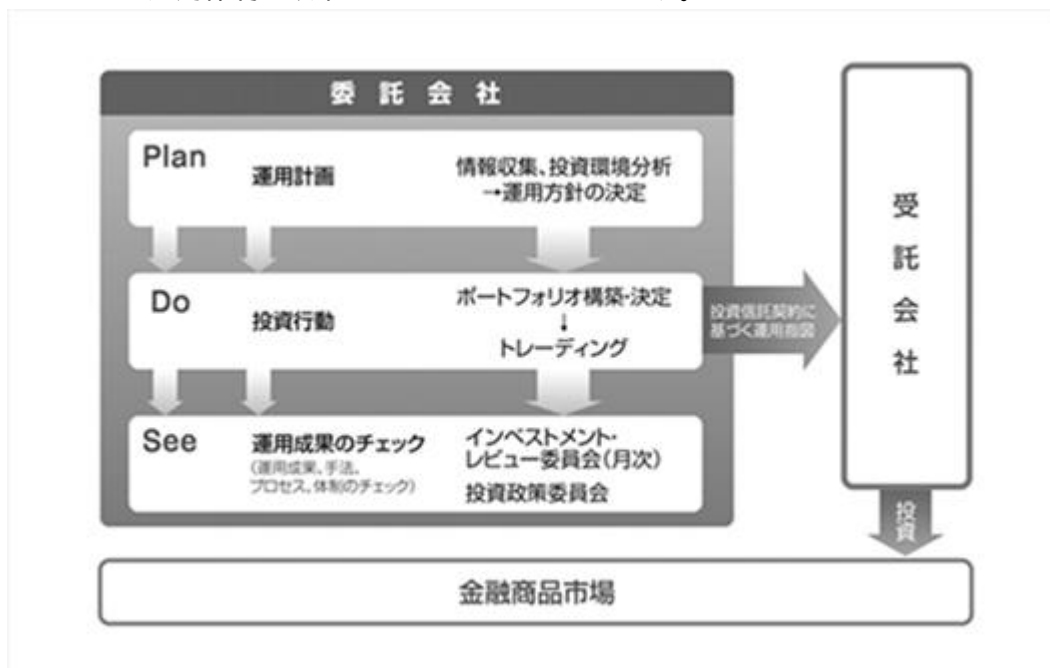 委託会社
Plan
運用計画
情報収集、投資環境分析
→運用方針の決定
Do
投資行動
ポートフォリオ構築・決定
↓
トレーディング
投資信託契約に
基づく運用指図
See
運用成果のチェック
(運用成果、手法、
プロセス、体制のチェック)
インベストメント・
レビュー委員会(月次)
投資政策委員会
受託会社
投資
金融商品市場